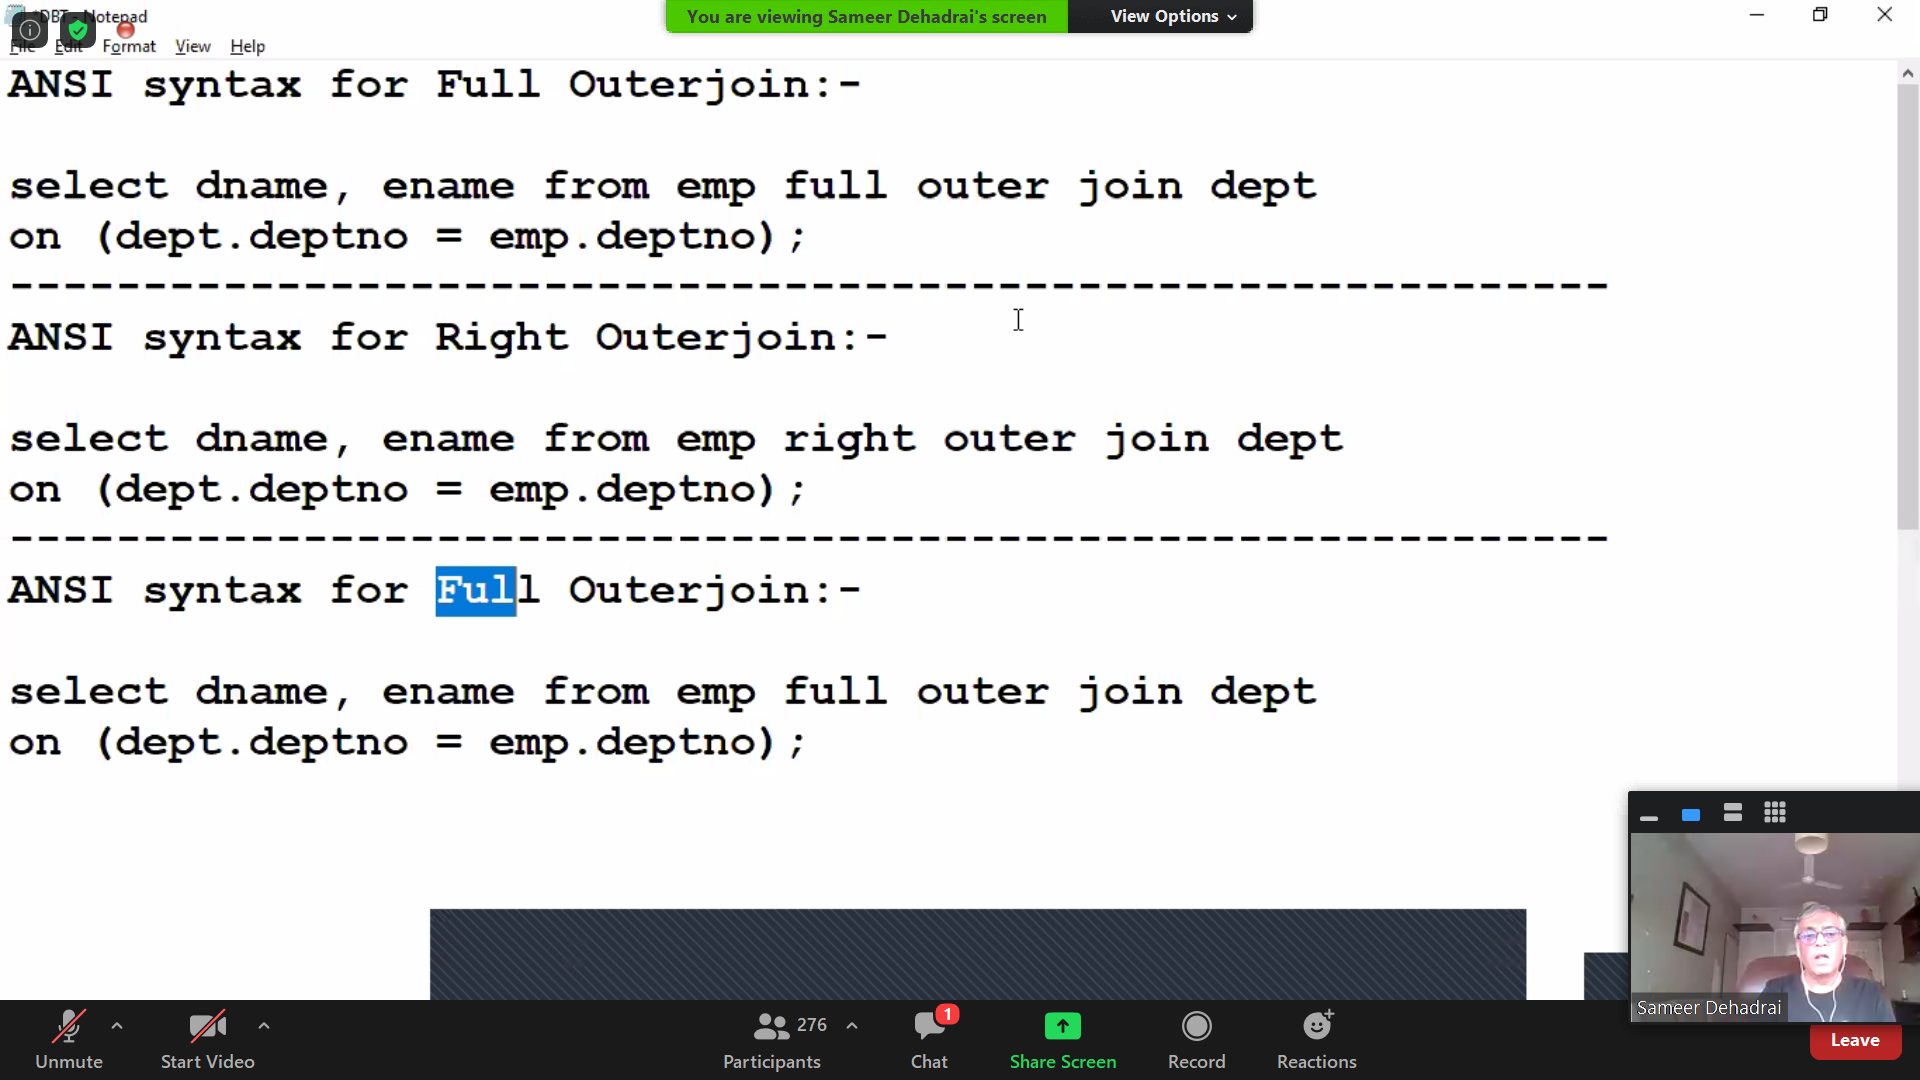 *DBT - Notepad
You are viewing Sameer Dehadrai's screen
View Options
File Edit Format View Help
ANSI syntax for Full Outerjoin:-
select dname, ename from emp full outer join dept
on (dept.deptno = emp.deptno);
------------------------------------------------------------
ANSI syntax for Right Outerjoin:-
select dname, ename from emp right outer join dept
on (dept.deptno = emp.deptno);
------------------------------------------------------------
ANSI syntax for Full Outerjoin:-
select dname, ename from emp full outer join dept
on (dept.deptno = emp.deptno);
Sameer Dehadrai
276
1
Unmute
Start Video
Participants
Chat
Share Screen
Record
Reactions
Leave